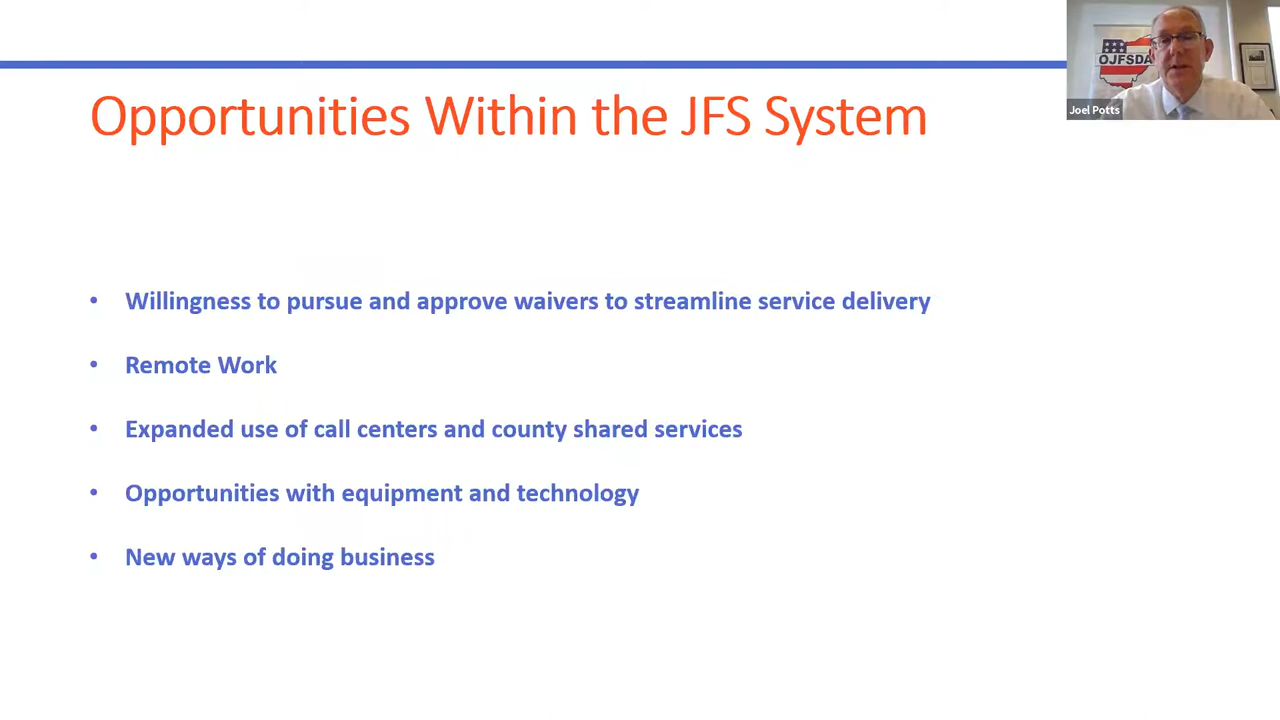 OJFSDA
Joel Potts
Opportunities Within the JFS System
• Willingness to pursue and approve waivers to streamline service delivery
• Remote Work
• Expanded use of call centers and county shared services
• Opportunities with equipment and technology
• New ways of doing business